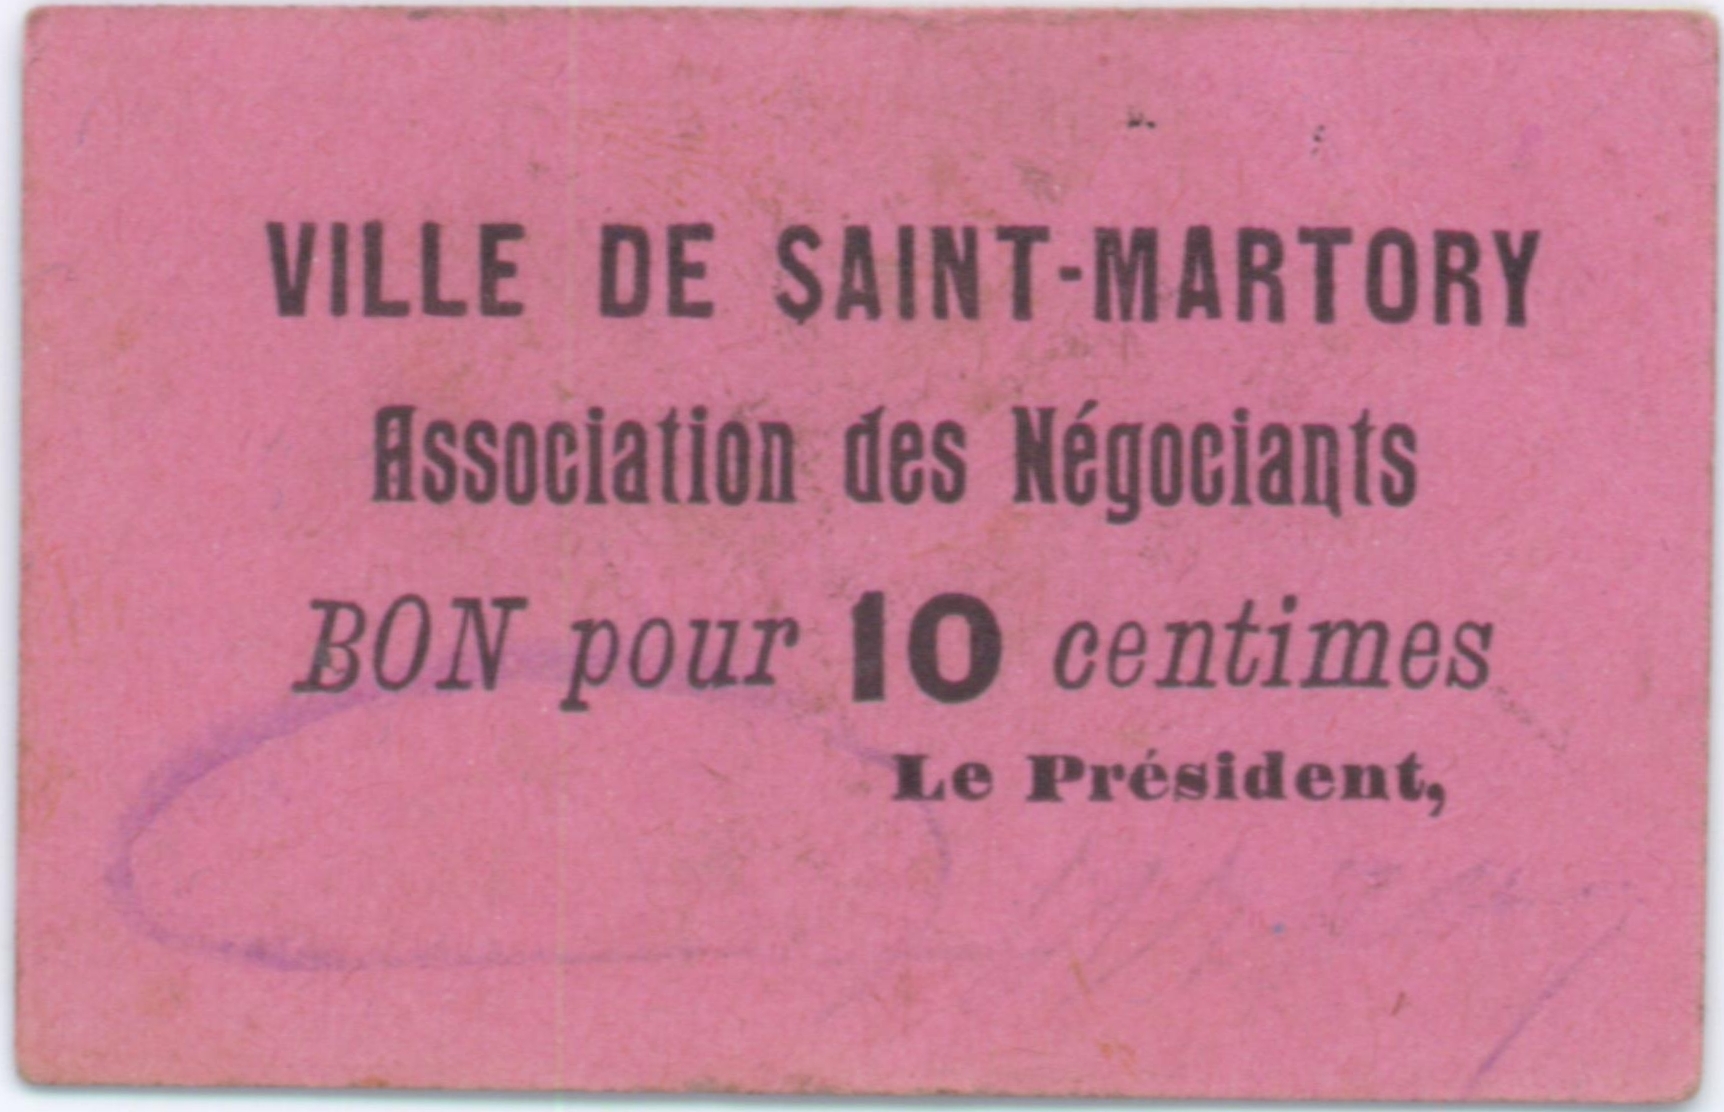 VILLE DE SAINT-MARTORY
Association des Négociants
BON pour 10 centimes
Le Président,